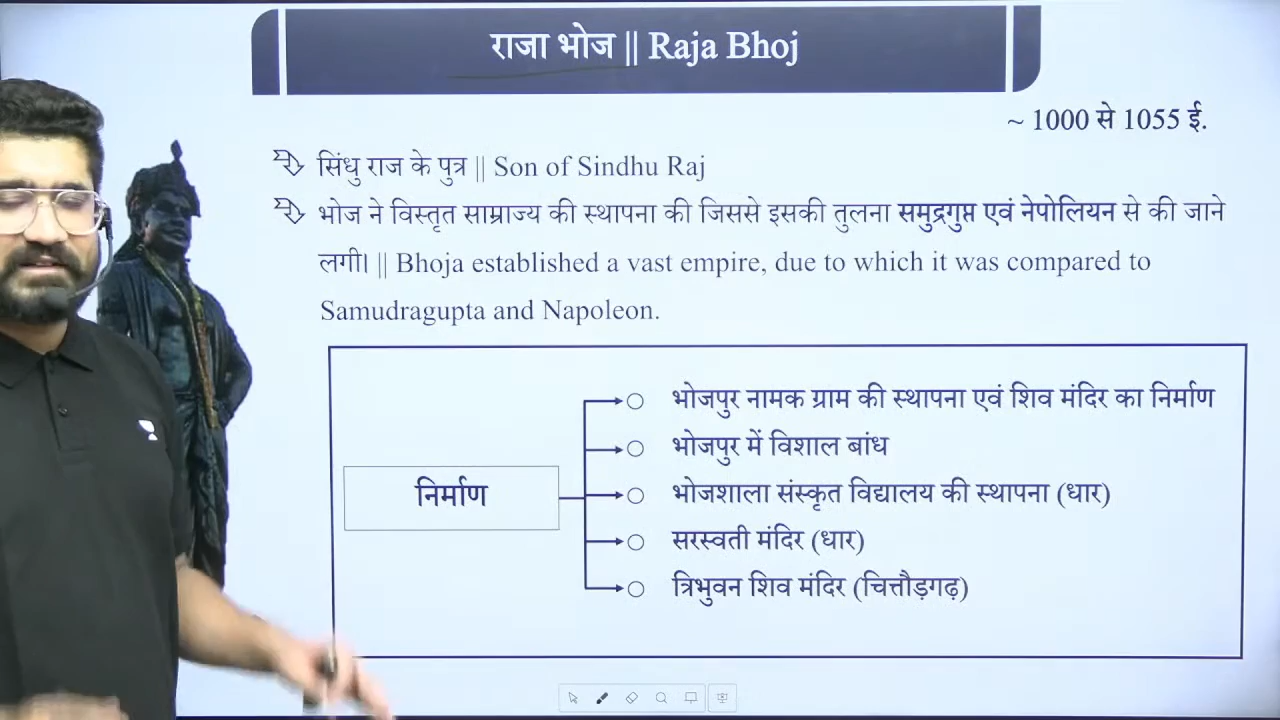 राजा भोज || Raja Bhoj
~ 1000 से 1055 ई.
सिंधु राज के पुत्र || Son of Sindhu Raj
भोज ने विस्तृत साम्राज्य की स्थापना की जिससे इसकी तुलना समुद्रगुप्त एवं नेपोलियन से की जाने
लगी। || Bhoja established a vast empire, due to which it was compared to
Samudragupta and Napoleon.
निर्माण
भोजपुर नामक ग्राम की स्थापना एवं शिव मंदिर का निर्माण
भोजपुर में विशाल बांध
भोजशाला संस्कृत विद्यालय की स्थापना (धार)
सरस्वती मंदिर (धार)
त्रिभुवन शिव मंदिर (चित्तौड़गढ़)